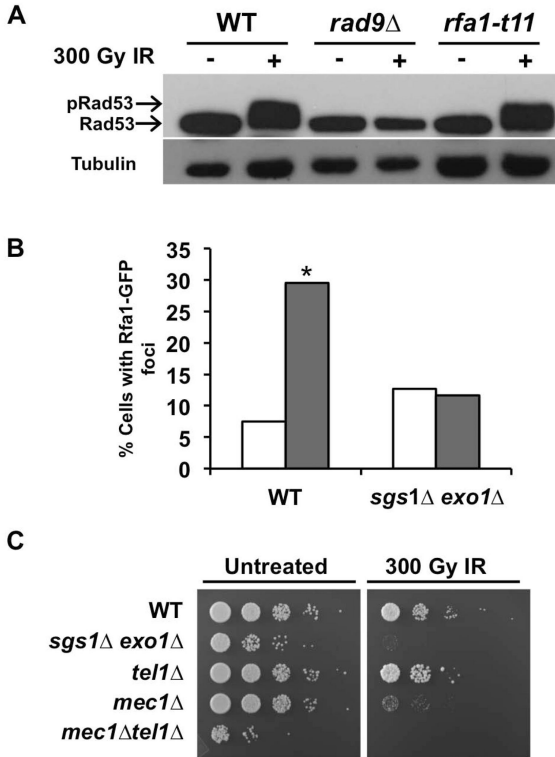 A
WT rad9Δ rfa1-t11
300 Gy IR - + - + - +
pRad53
Rad53
Tubulin
B
% Cells with Rfa1-GFP
foci
35
30
25
20
15
10
5
0
*
WT sgs1Δ exo1Δ
C
Untreated 300 Gy IR
WT
sgs1Δ exo1Δ
tel1Δ
mec1Δ
mec1Δtel1Δ